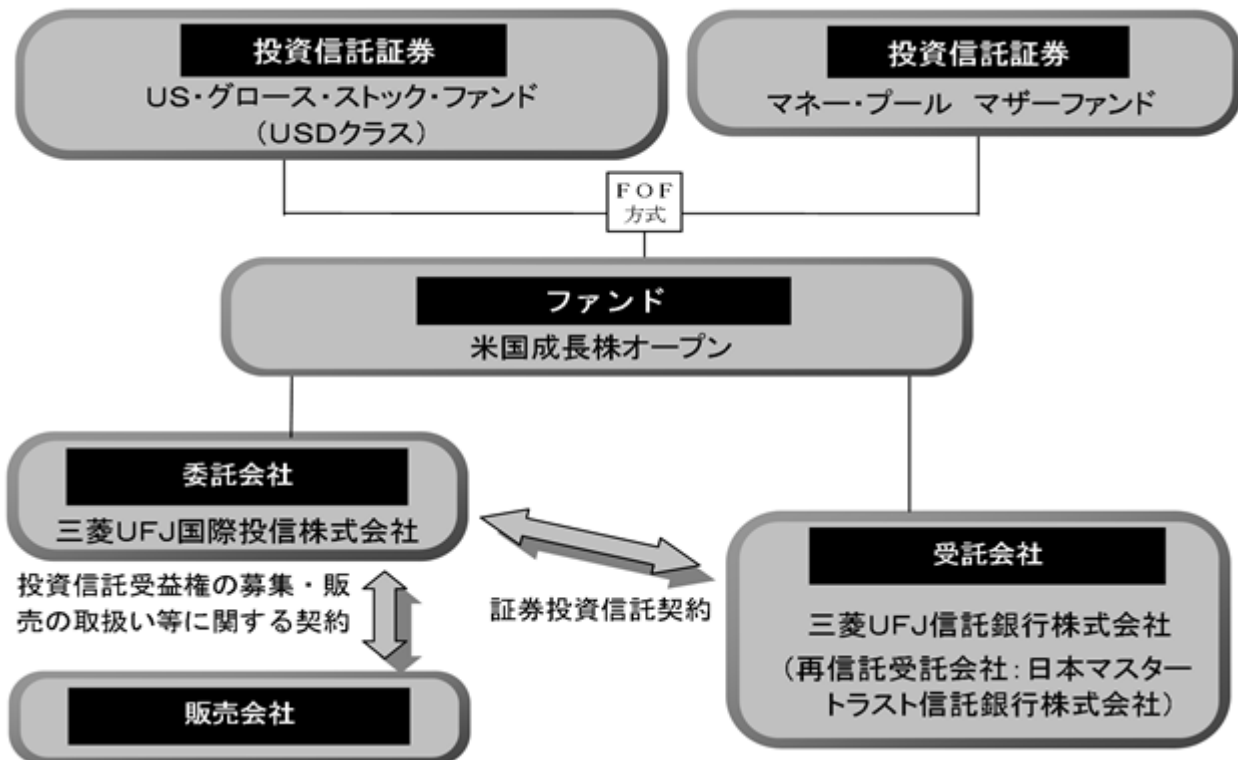 投資信託証券
US・グロース・ストック・ファンド
(USDクラス)
投資信託証券
マネー・プール マザーファンド
FOF
方式
ファンド
米国成長株オープン
委託会社
三菱UFJ国際投信株式会社
投資信託受益権の募集・販
売の取扱い等に関する契約
販売会社
証券投資信託契約
受託会社
三菱UFJ信託銀行株式会社
(再信託受託会社:日本マスター
トラスト信託銀行株式会社)